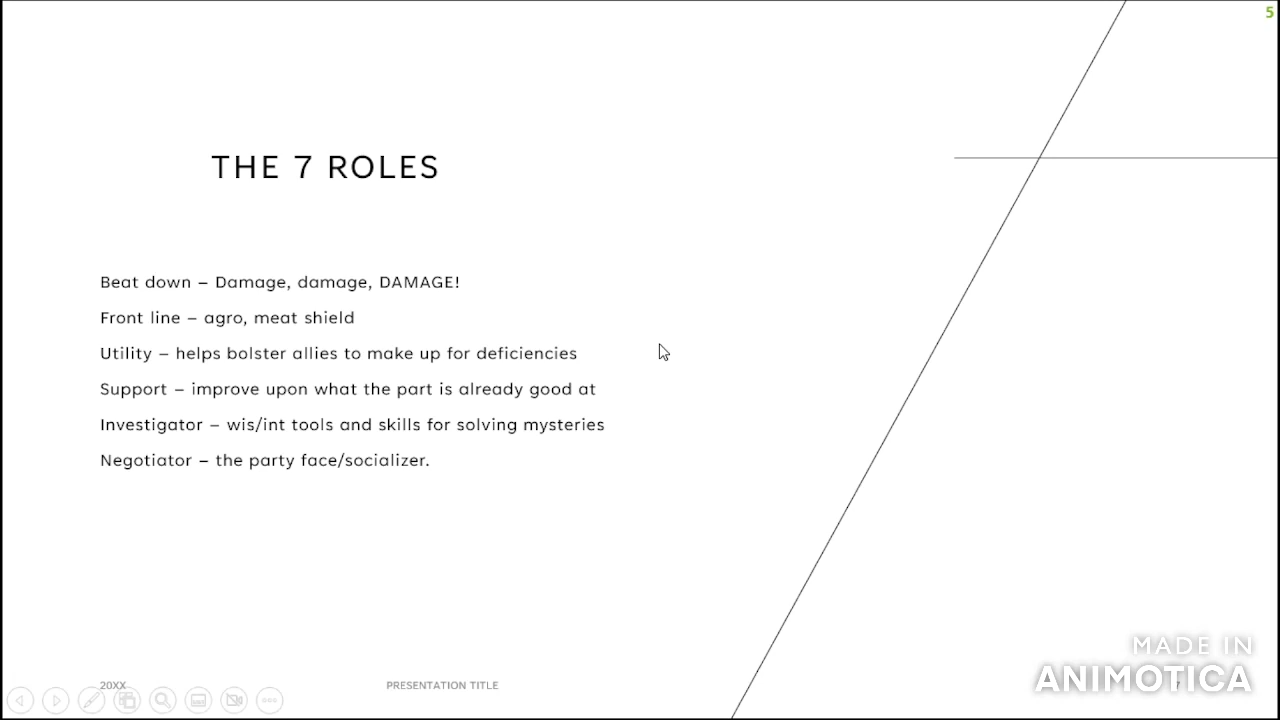 5
THE 7 ROLES
Beat down – Damage, damage, DAMAGE!
Front line – agro, meat shield
Utility – helps bolster allies to make up for deficiencies
Support – improve upon what the part is already good at
Investigator – wis/int tools and skills for solving mysteries
Negotiator – the party face/socializer.
20XX
PRESENTATION TITLE
MADE IN
ANIMOTICA